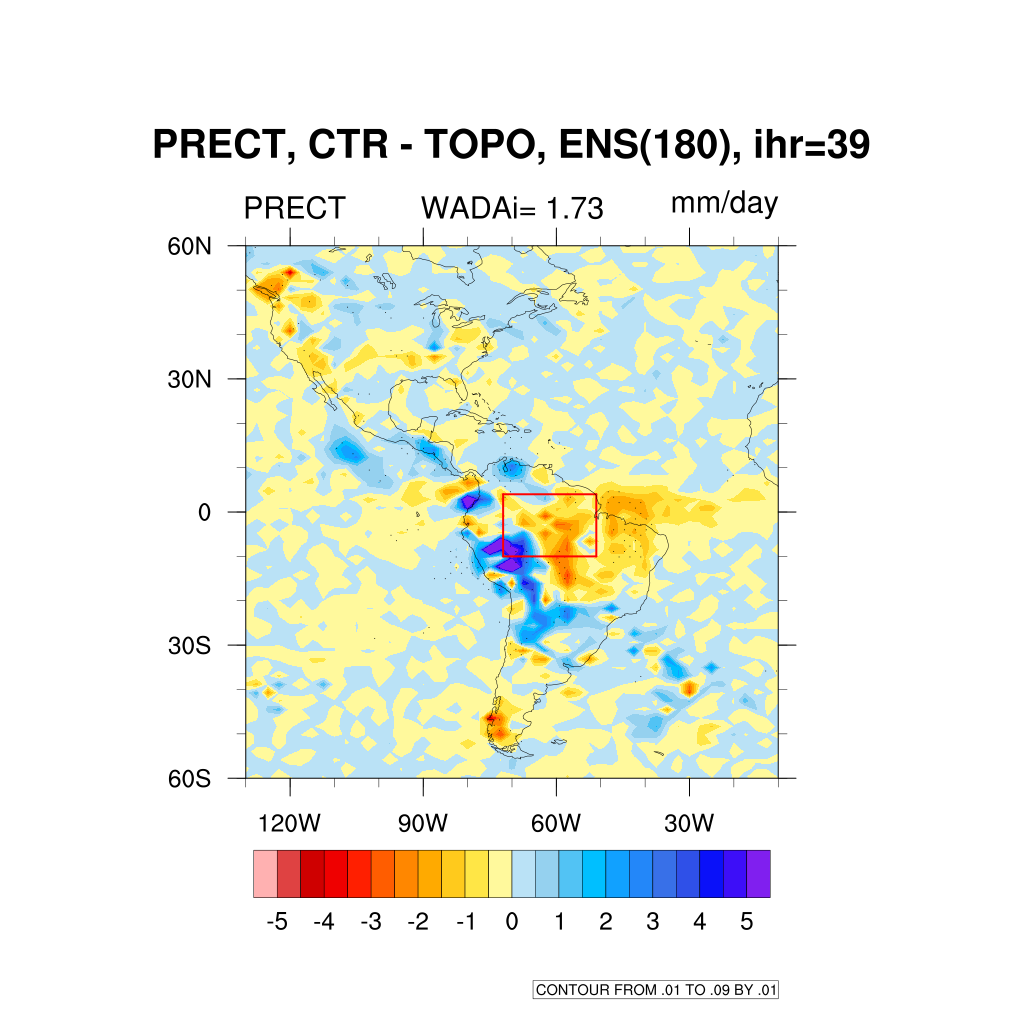 PRECT, CTR - TOPO, ENS(180), ihr=39
PRECT WADAi= 1.73 mm/day
60N
30N
0
30S
60S
120W 90W 60W 30W
-5 -4 -3 -2 -1 0 1 2 3 4 5
CONTOUR FROM .01 TO .09 BY .01